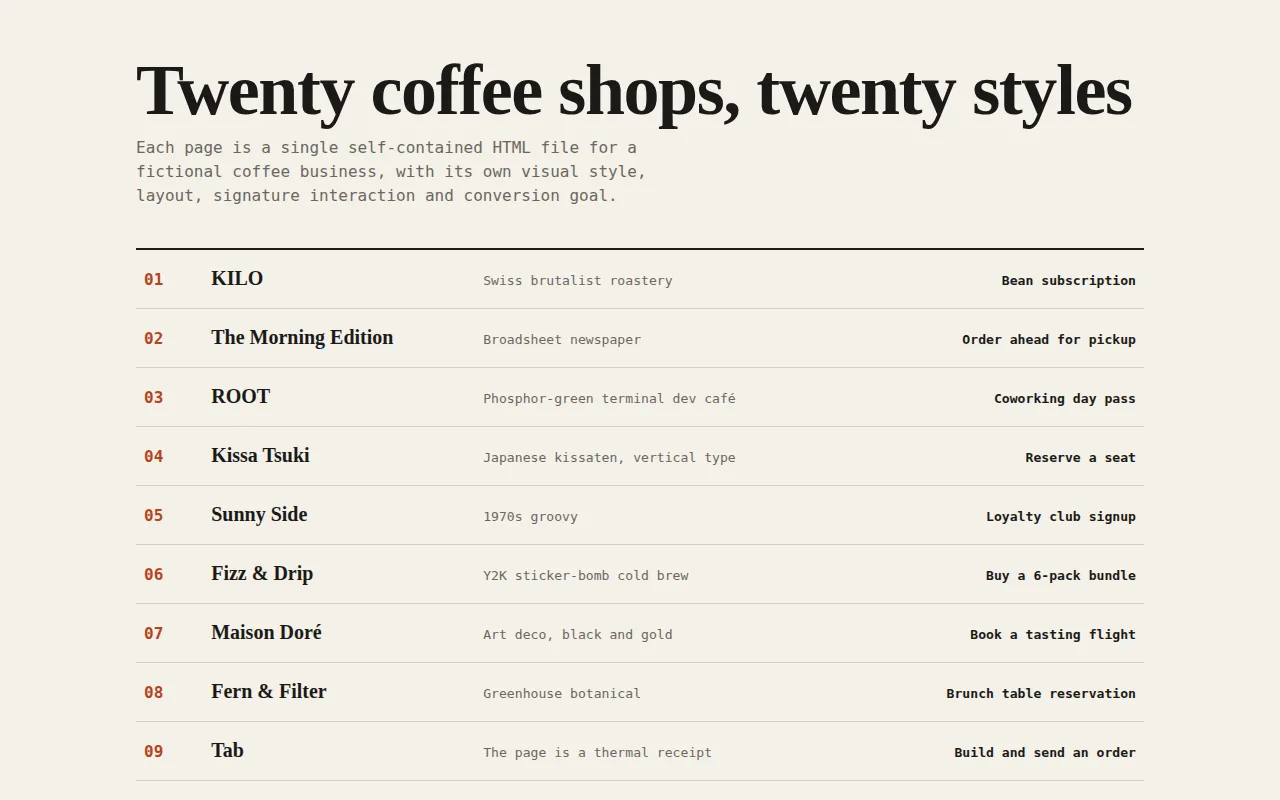 Twenty coffee shops, twenty styles
Each page is a single self-contained HTML file for a
fictional coffee business, with its own visual style,
layout, signature interaction and conversion goal.
01 KILO Swiss brutalist roastery Bean subscription
02 The Morning Edition Broadsheet newspaper Order ahead for pickup
03 ROOT Phosphor-green terminal dev café Coworking day pass
04 Kissa Tsuki Japanese kissaten, vertical type Reserve a seat
05 Sunny Side 1970s groovy Loyalty club signup
06 Fizz & Drip Y2K sticker-bomb cold brew Buy a 6-pack bundle
07 Maison Doré Art deco, black and gold Book a tasting flight
08 Fern & Filter Greenhouse botanical Brunch table reservation
09 Tab The page is a thermal receipt Build and send an order